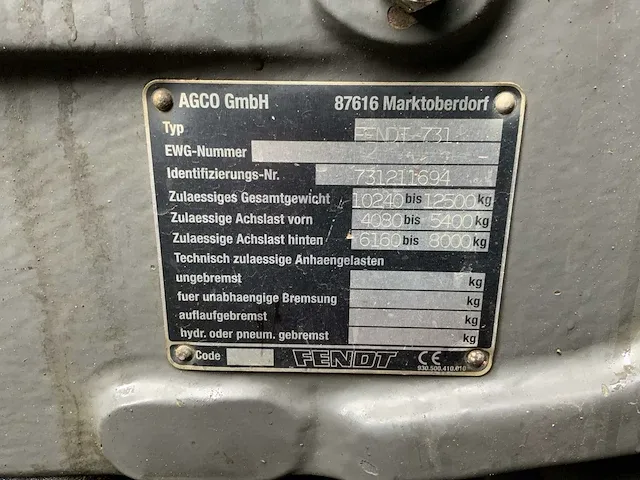 AGCO GmbH 87616 Marktoberdorf
Typ FENDT 731
EWG-Nummer
Identifizierungs-Nr. 731211694
Zulaessiges Gesamtgewicht 10240 bis 12500 kg
Zulaessige Achslast vorn 4080 bis 5400 kg
Zulaessige Achslast hinten 6160 bis 8000 kg
Technisch zulaessige Anhaengelasten
ungebremst kg
fuer unabhaengige Bremsung kg
auflaufgebremst kg
hydr. oder pneum. gebremst kg
Code FENDT CE
930.500.410.010